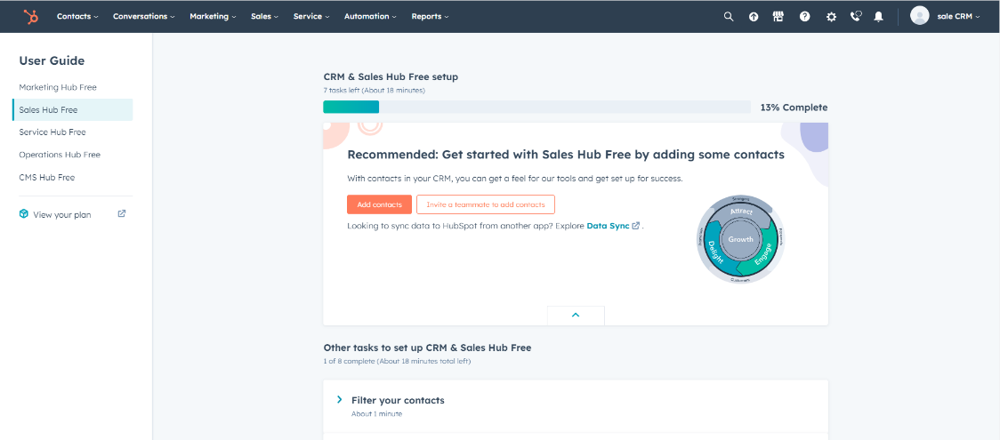 Contacts Conversations Marketing Sales Service Automation Reports sale CRM
User Guide
Marketing Hub Free
Sales Hub Free
Service Hub Free
Operations Hub Free
CMS Hub Free
View your plan
CRM & Sales Hub Free setup
7 tasks left (About 18 minutes)
13% Complete
Recommended: Get started with Sales Hub Free by adding some contacts
With contacts in your CRM, you can get a feel for our tools and get set up for success.
Add contacts Invite a teammate to add contacts
Looking to sync data to HubSpot from another app? Explore Data Sync .
Strangers
Attract
Prospects
Engage
Customers
Delight
Promoters
Growth
Other tasks to set up CRM & Sales Hub Free
1 of 8 complete (About 18 minutes total left)
Filter your contacts
About 1 minute